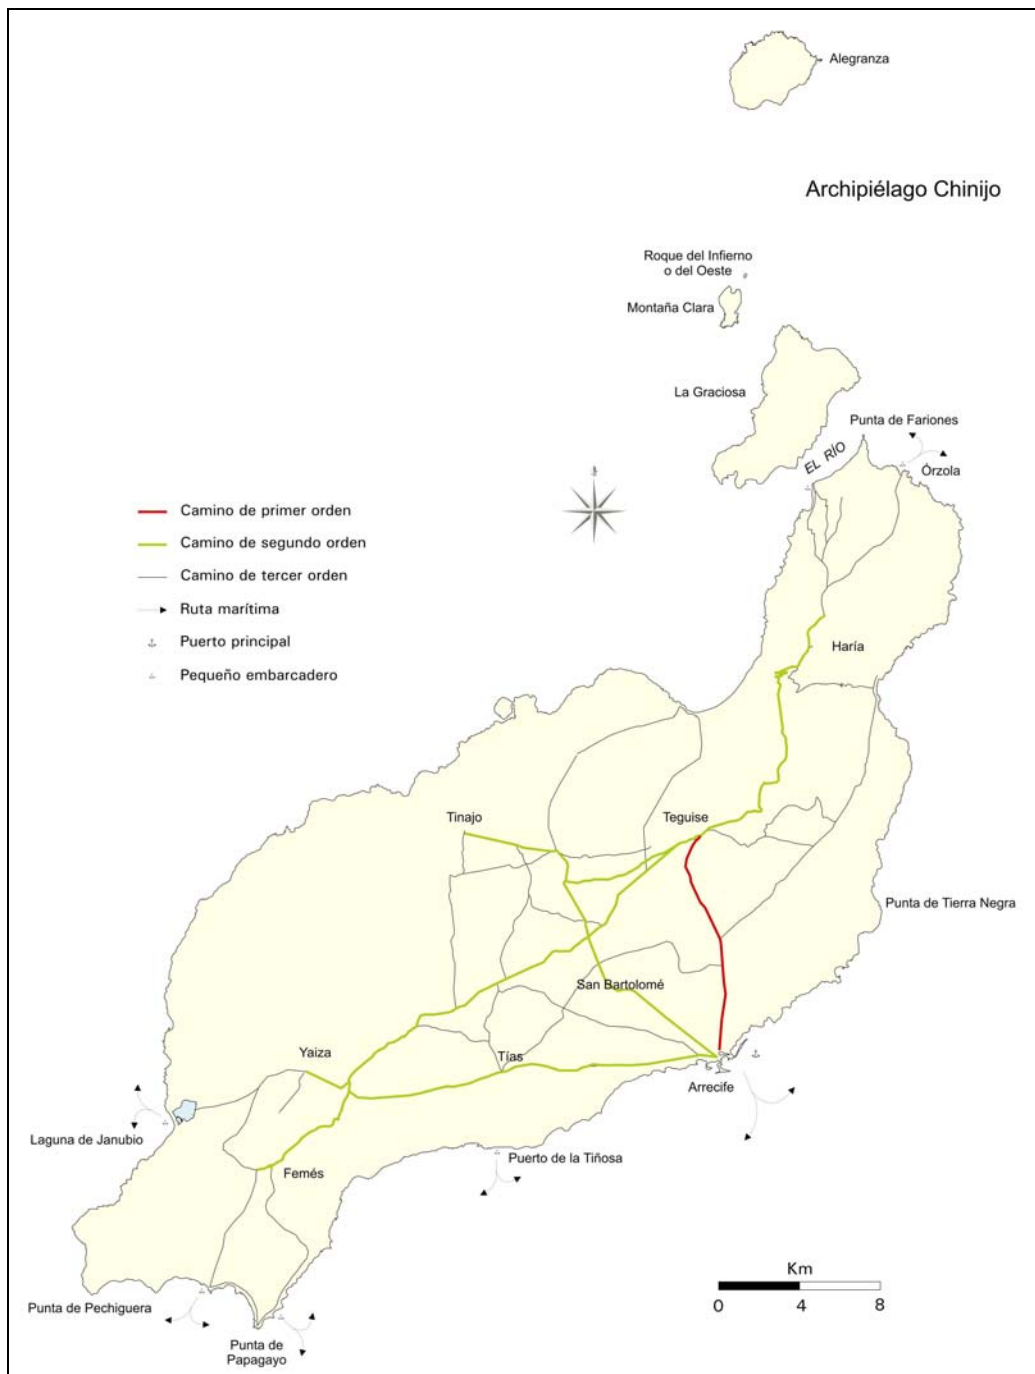 Alegranza
Archipiélago Chinijo
Roque del Infierno
o del Oeste
Montaña Clara
La Graciosa
Punta de Fariones
EL RÍO
Órzola
Camino de primer orden
Camino de segundo orden
Camino de tercer orden
Ruta marítima
Puerto principal
Pequeño embarcadero
Haría
Tinajo
Teguise
Punta de Tierra Negra
San Bartolomé
Yaiza
Tías
Arrecife
Laguna de Janubio
Puerto de la Tiñosa
Femés
Km
0 4 8
Punta de Pechiguera
Punta de
Papagayo